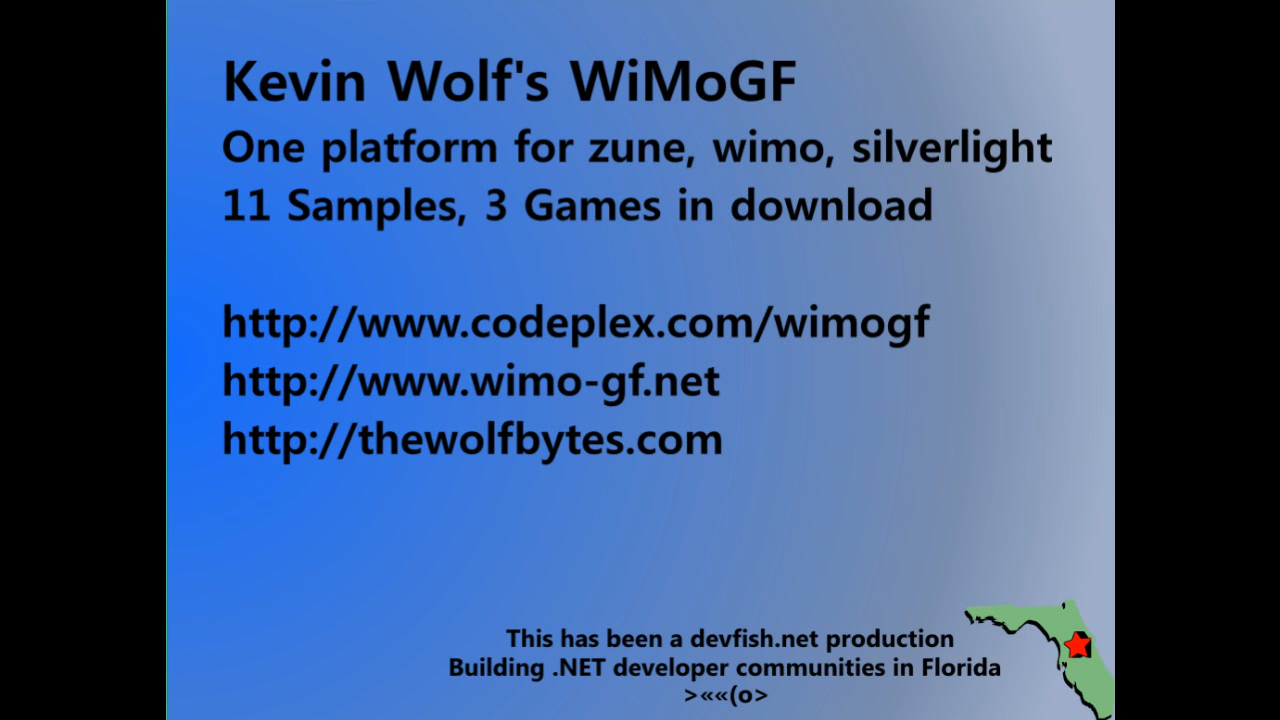 Kevin Wolf's WiMoGF
One platform for zune, wimo, silverlight
11 Samples, 3 Games in download
http://www.codeplex.com/wimogf
http://www.wimo-gf.net
http://thewolfbytes.com
This has been a devfish.net production
Building .NET developer communities in Florida
>««(o>